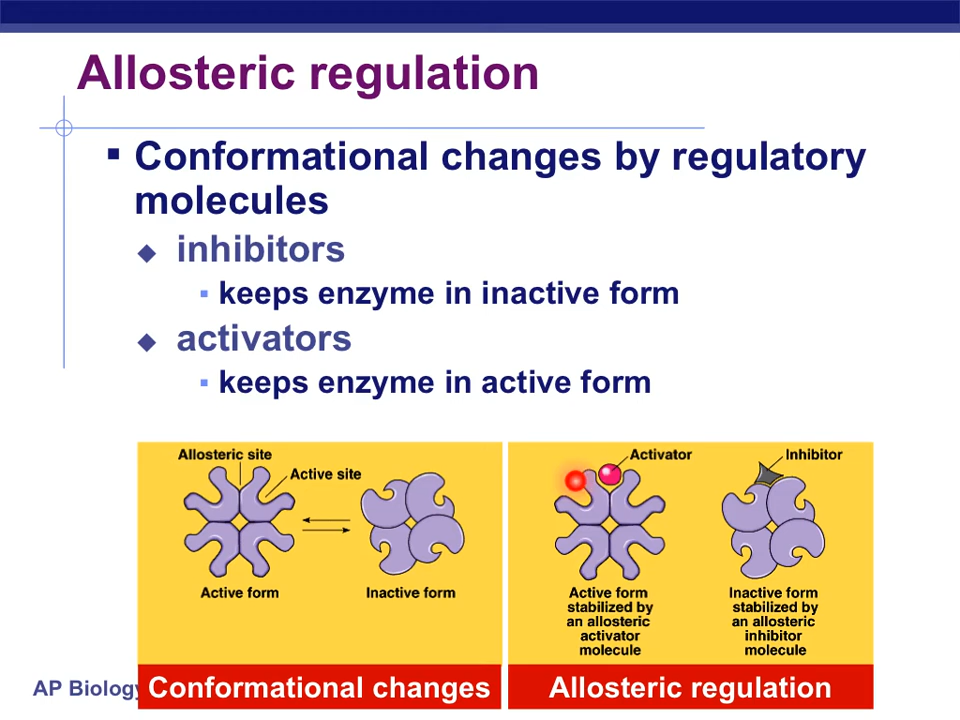 Allosteric regulation
Conformational changes by regulatory
molecules
inhibitors
keeps enzyme in inactive form
activators
keeps enzyme in active form
Allosteric site
Active site
Active form
Inactive form
Activator
Inhibitor
Active form
stabilized by
an allosteric
activator
molecule
Inactive form
stabilized by
an allosteric
inhibitor
molecule
AP Biology
Conformational changes
Allosteric regulation